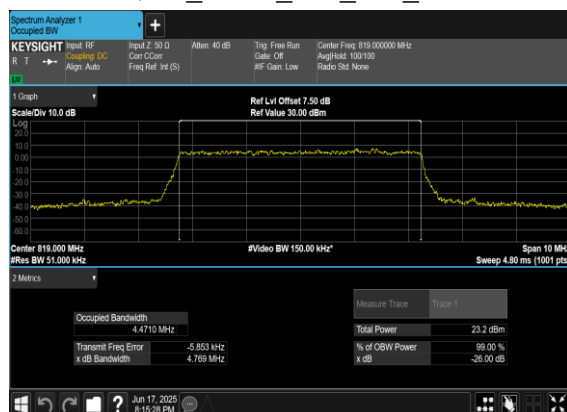 Spectrum Analyzer 1
Occupied BW
KEYSIGHT
R T
LXI
Input: RF
Coupling: DC
Align: Auto
Input Z: 50 Ω
Corr CCorr
Freq Ref: Int (S)
Atten: 40 dB
Trig: Free Run
Gate: Off
#IF Gain: Low
Center Freq: 819.000000 MHz
Avg|Hold: 100/100
Radio Std: None
1 Graph
Scale/Div 10.0 dB
Ref Lvl Offset 7.50 dB
Ref Value 30.00 dBm
Log
20.0
10.0
0.00
-10.0
-20.0
-30.0
-40.0
-50.0
-60.0
Center 819.000 MHz
#Res BW 51.000 kHz
#Video BW 150.00 kHz*
Span 10 MHz
Sweep 4.80 ms (1001 pts
2 Metrics
Measure Trace Trace 1
Occupied Bandwidth
4.4710 MHz
Total Power 23.2 dBm
Transmit Freq Error -5.853 kHz
% of OBW Power 99.00 %
x dB Bandwidth 4.769 MHz
x dB -26.00 dB
?
Jun 17, 2025
8:15:28 PM